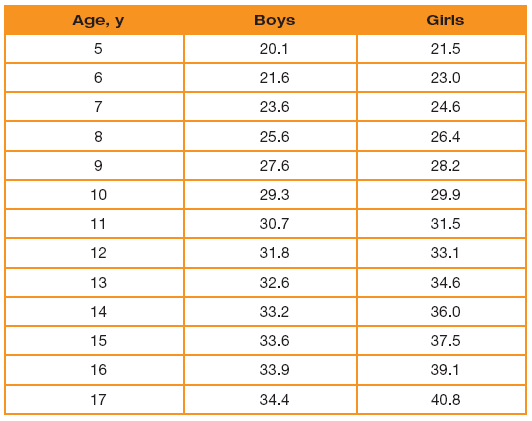 Age, y Boys Girls
5 20.1 21.5
6 21.6 23.0
7 23.6 24.6
8 25.6 26.4
9 27.6 28.2
10 29.3 29.9
11 30.7 31.5
12 31.8 33.1
13 32.6 34.6
14 33.2 36.0
15 33.6 37.5
16 33.9 39.1
17 34.4 40.8